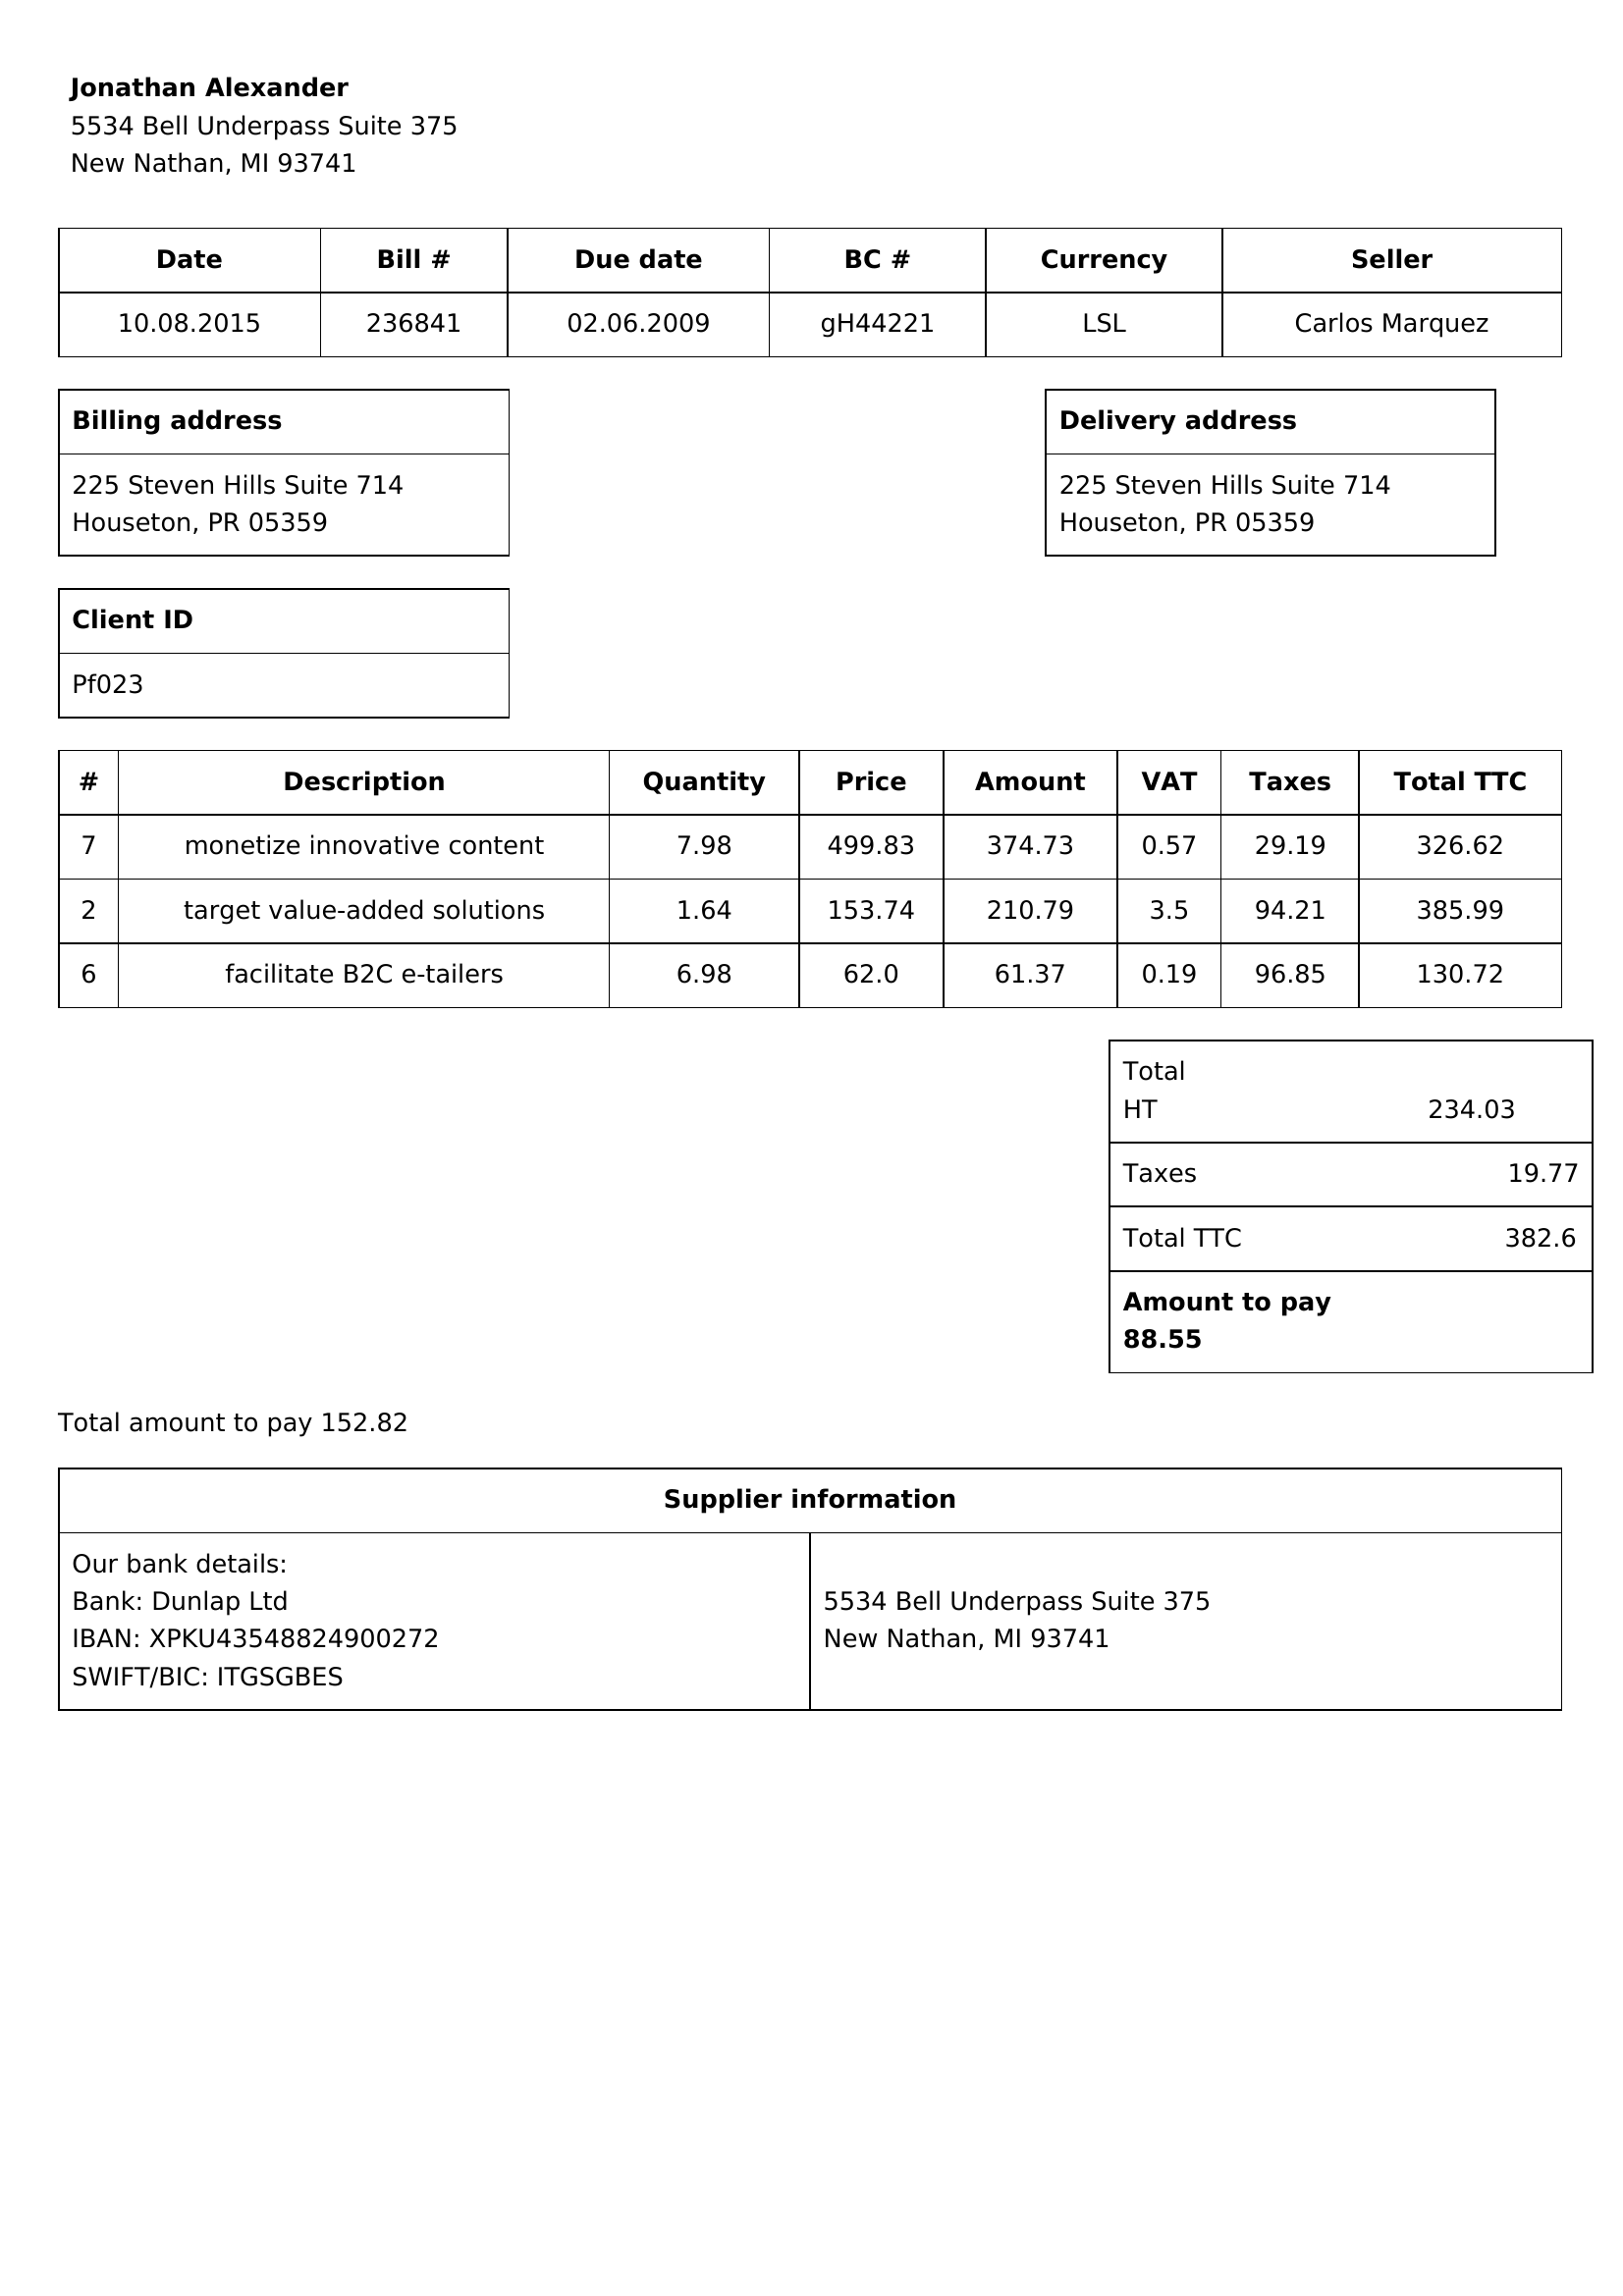 Jonathan Alexander
5534 Bell Underpass Suite 375
New Nathan, MI 93741
Date Bill # Due date BC # Currency Seller
10.08.2015 236841 02.06.2009 gH44221 LSL Carlos Marquez
Billing address
225 Steven Hills Suite 714
Houseton, PR 05359
Delivery address
225 Steven Hills Suite 714
Houseton, PR 05359
Client ID
Pf023
# Description Quantity Price Amount VAT Taxes Total TTC
7 monetize innovative content 7.98 499.83 374.73 0.57 29.19 326.62
2 target value-added solutions 1.64 153.74 210.79 3.5 94.21 385.99
6 facilitate B2C e-tailers 6.98 62.0 61.37 0.19 96.85 130.72
Total
HT 234.03
Taxes 19.77
Total TTC 382.6
Amount to pay
88.55
Total amount to pay 152.82
Supplier information
Our bank details:
Bank: Dunlap Ltd
IBAN: XPKU43548824900272
SWIFT/BIC: ITGSGBES
5534 Bell Underpass Suite 375
New Nathan, MI 93741